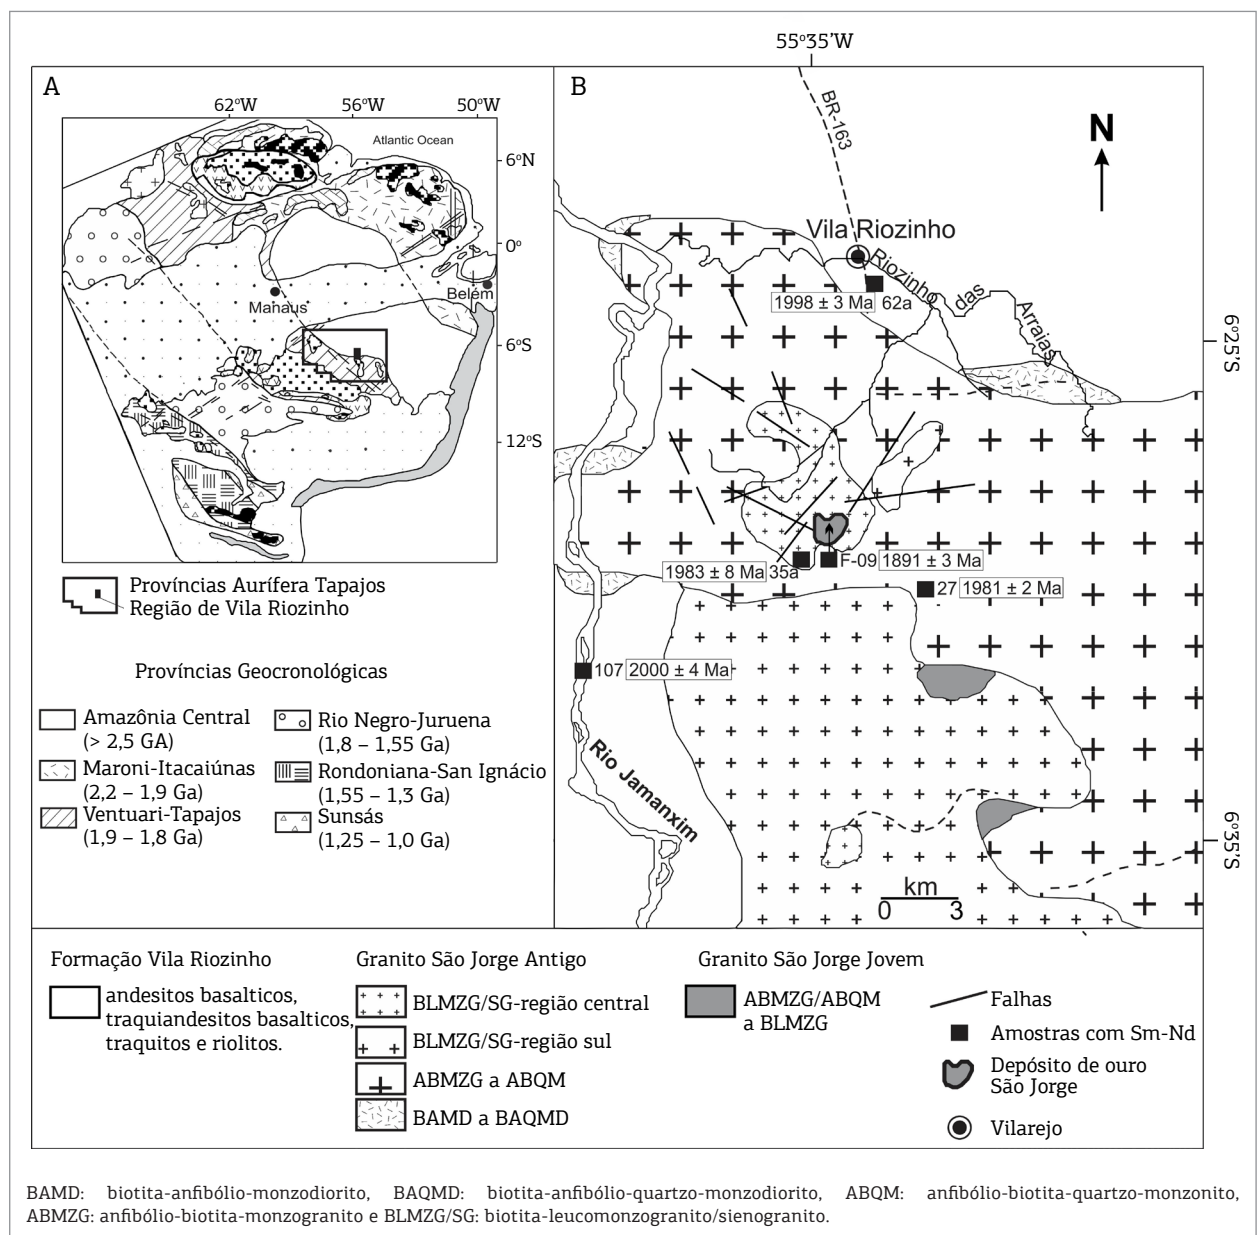 A
62°W
56°W
50°W
Atlantic Ocean
6°N
0°
Belém
Manaus
6°S
12°S
Províncias Aurífera Tapajos
Região de Vila Riozinho
Províncias Geocronológicas
Amazônia Central
(> 2,5 GA)
Maroni-Itacaiúnas
(2,2 – 1,9 Ga)
Ventuari-Tapajos
(1,9 – 1,8 Ga)
Rio Negro-Juruena
(1,8 – 1,55 Ga)
Rondoniana-San Ignácio
(1,55 – 1,3 Ga)
Sunsás
(1,25 – 1,0 Ga)
55°35'W
B
BR-163
N
Vila Riozinho
Riozinho das Arraias
1998 ± 3 Ma 62a
6°25'S
1983 ± 8 Ma 35a
F-09 1891 ± 3 Ma
27 1981 ± 2 Ma
107 2000 ± 4 Ma
Rio Jamanxim
6°35'S
km
0 3
Formação Vila Riozinho
andesitos basalticos,
traquiandesitos basalticos,
traquitos e riolitos.
Granito São Jorge Antigo
BLMZG/SG-região central
BLMZG/SG-região sul
ABMZG a ABQM
BAMD a BAQMD
Granito São Jorge Jovem
ABMZG/ABQM
a BLMZG
Falhas
Amostras com Sm-Nd
Depósito de ouro
São Jorge
Vilarejo
BAMD: biotita-anfibólio-monzodiorito, BAQMD: biotita-anfibólio-quartzo-monzodiorito, ABQM: anfibólio-biotita-quartzo-monzonito,
ABMZG: anfibólio-biotita-monzogranito e BLMZG/SG: biotita-leucomonzogranito/sienogranito.